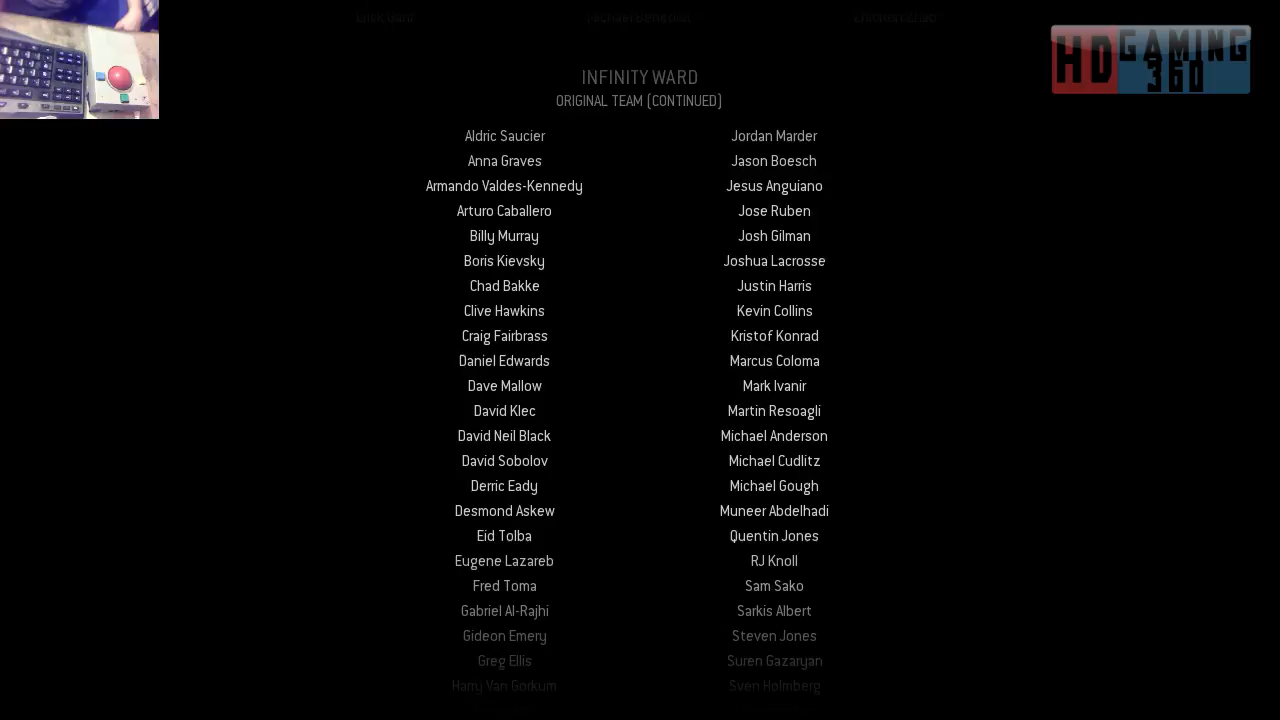 HD GAMING 360
INFINITY WARD
ORIGINAL TEAM (CONTINUED)
Aldric Saucier Jordan Marder
Anna Graves Jason Boesch
Armando Valdes-Kennedy Jesus Anguiano
Arturo Caballero Jose Ruben
Billy Murray Josh Gilman
Boris Kievsky Joshua Lacrosse
Chad Bakke Justin Harris
Clive Hawkins Kevin Collins
Craig Fairbrass Kristof Konrad
Daniel Edwards Marcus Coloma
Dave Mallow Mark Ivanir
David Klec Martin Resoagli
David Neil Black Michael Anderson
David Sobolov Michael Cudlitz
Derric Eady Michael Gough
Desmond Askew Muneer Abdelhadi
Eid Tolba Quentin Jones
Eugene Lazareb RJ Knoll
Fred Toma Sam Sako
Gabriel Al-Rajhi Sarkis Albert
Gideon Emery Steven Jones
Greg Ellis Suren Gazaryan
Harry Van Gorkum Sven Holmberg